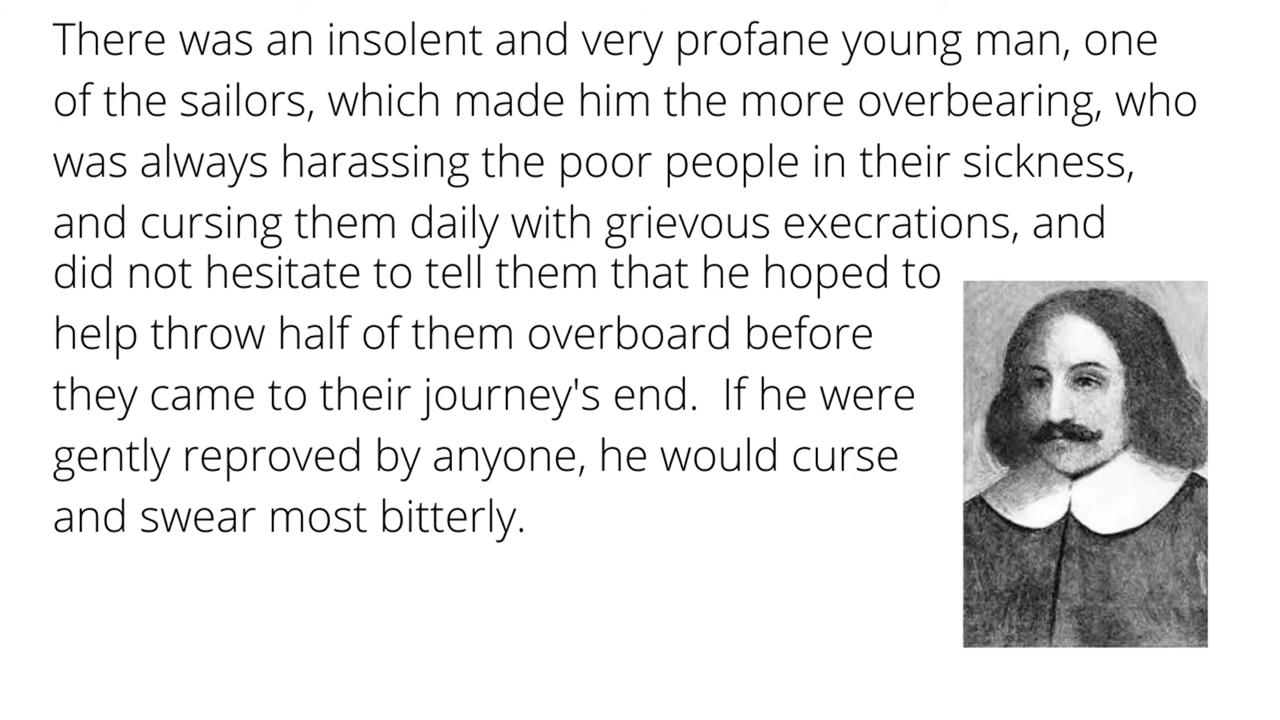 There was an insolent and very profane young man, one
of the sailors, which made him the more overbearing, who
was always harassing the poor people in their sickness,
and cursing them daily with grievous execrations, and
did not hesitate to tell them that he hoped to
help throw half of them overboard before
they came to their journey's end.  If he were
gently reproved by anyone, he would curse
and swear most bitterly.